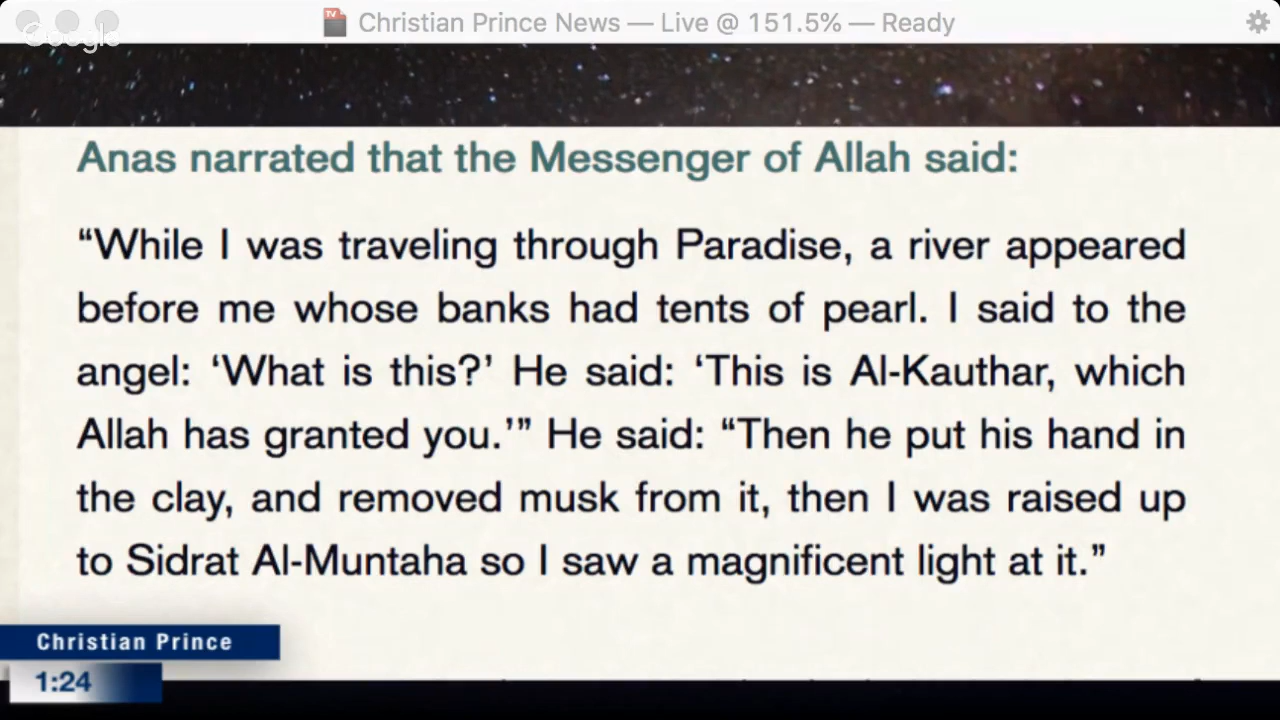 Google
TV
Christian Prince News — Live @ 151.5% — Ready
Anas narrated that the Messenger of Allah said:
“While I was traveling through Paradise, a river appeared
before me whose banks had tents of pearl. I said to the
angel: ‘What is this?’ He said: ‘This is Al-Kauthar, which
Allah has granted you.’” He said: “Then he put his hand in
the clay, and removed musk from it, then I was raised up
to Sidrat Al-Muntaha so I saw a magnificent light at it.”
Christian Prince
1:24